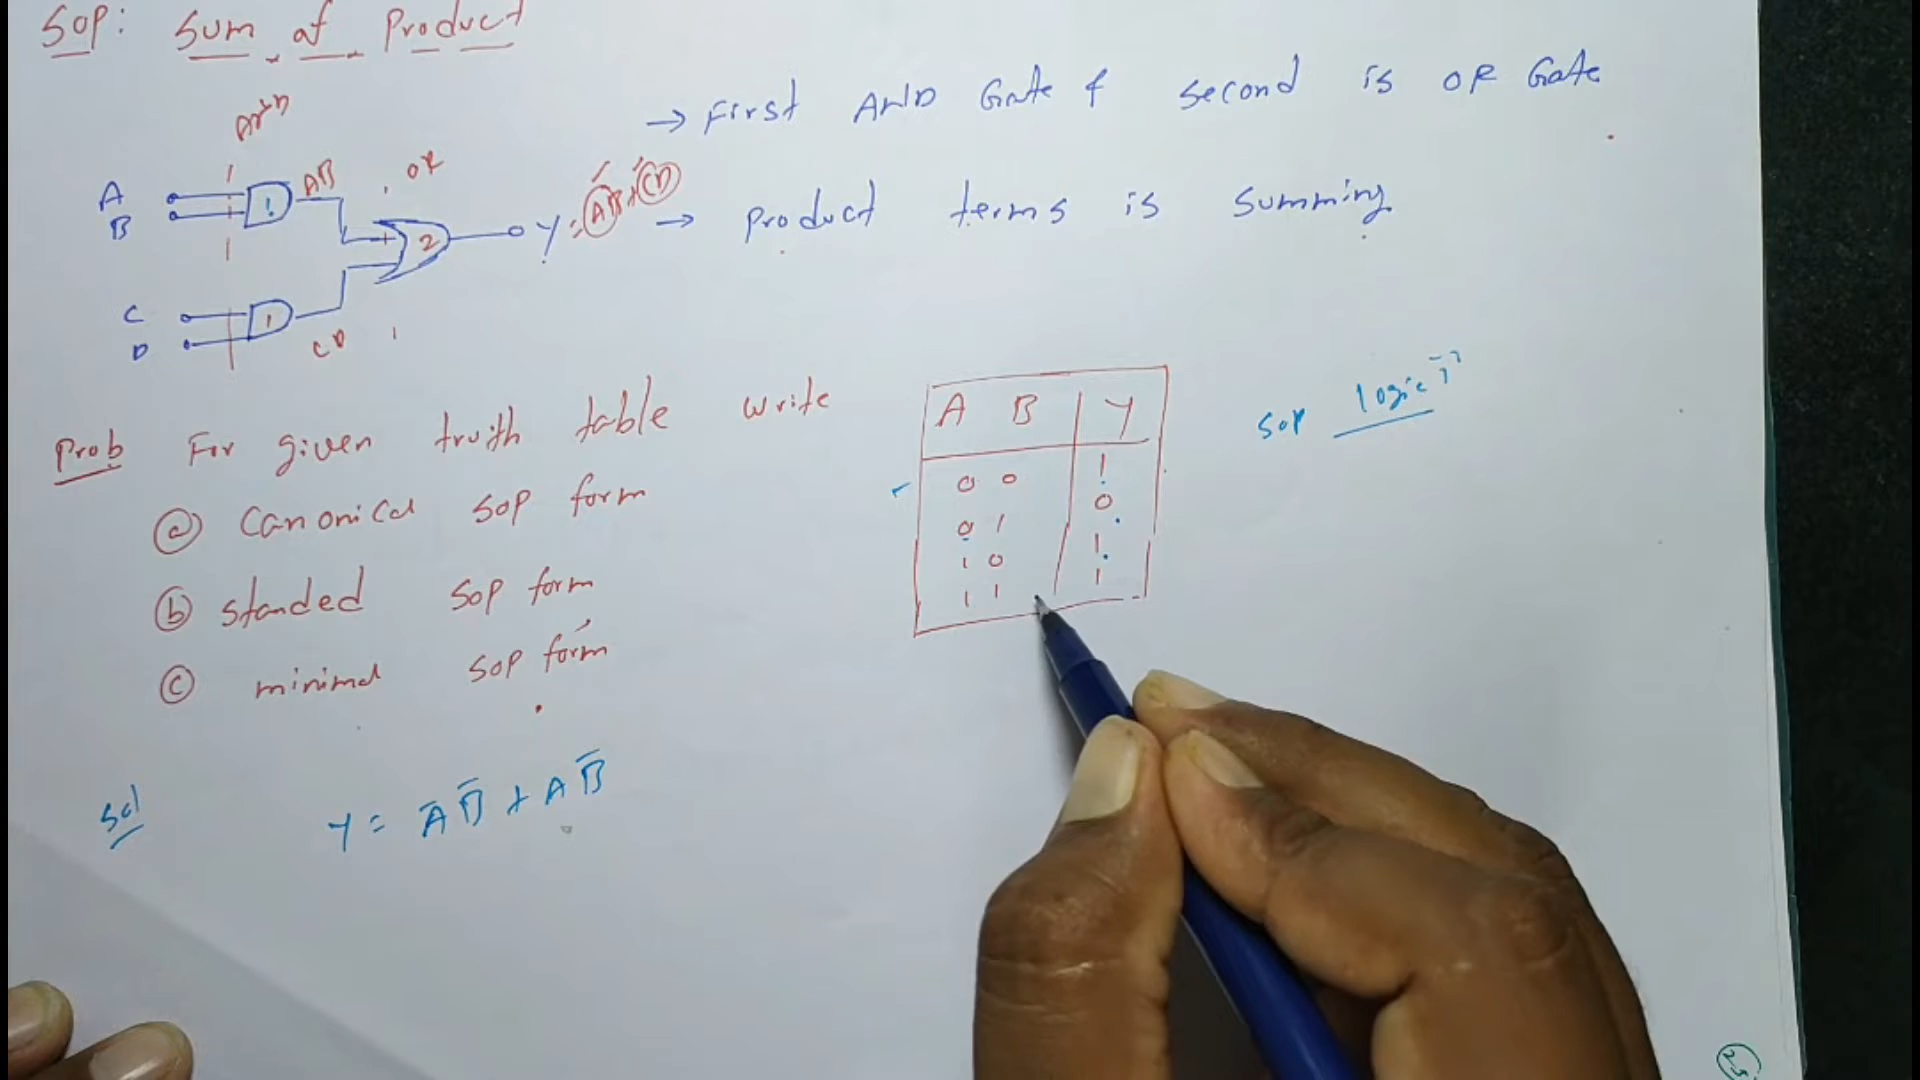 SOP: Sum of Product
→ First AND Gate & second is OR Gate
→ product terms is summing
AND
A
B
1
AB
OR
2
Y = AB + CD
C
D
1
CD
Prob For given truth table write
(a) Canonical SOP form
(b) standed SOP form
(c) minimal SOP form
A B Y
0 0 1
0 1 0
1 0 1
1 1 1
SOP logic '1'
Sol
Y = A̅ B̅ + A B̅
25